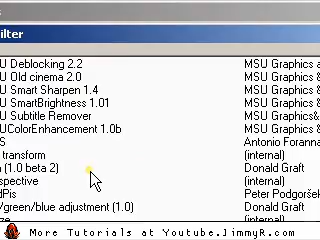 ilter
U Deblocking 2.2 MSU Graphics a
U Old cinema 2.0 MSU Graphics a
U Smart Sharpen 1.4 MSU Graphics &
U SmartBrightness 1.01 MSU Graphics&
U Subtitle Remover MSU Graphics&
UColorEnhancement 1.0b MSU Graphics&
S Antonio Foranna
transform (internal)
(1.0 beta 2) Donald Graft
spective (internal)
dPis Peter Podgoršek
/green/blue adjustment (1.0) Donald Graft
ize (internal)
More Tutorials at Youtube.JimmyR.com